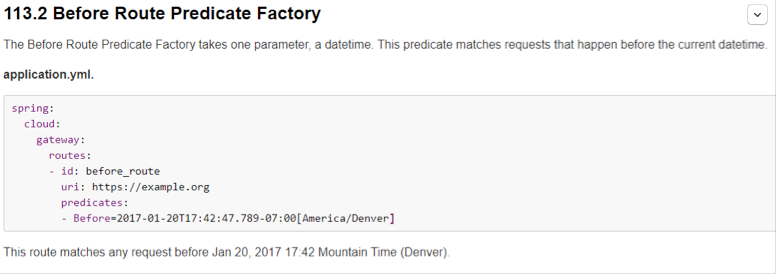 113.2 Before Route Predicate Factory
The Before Route Predicate Factory takes one parameter, a datetime. This predicate matches requests that happen before the current datetime.
application.yml.
spring:
  cloud:
    gateway:
      routes:
      - id: before_route
        uri: https://example.org
        predicates:
        - Before=2017-01-20T17:42:47.789-07:00[America/Denver]
This route matches any request before Jan 20, 2017 17:42 Mountain Time (Denver).